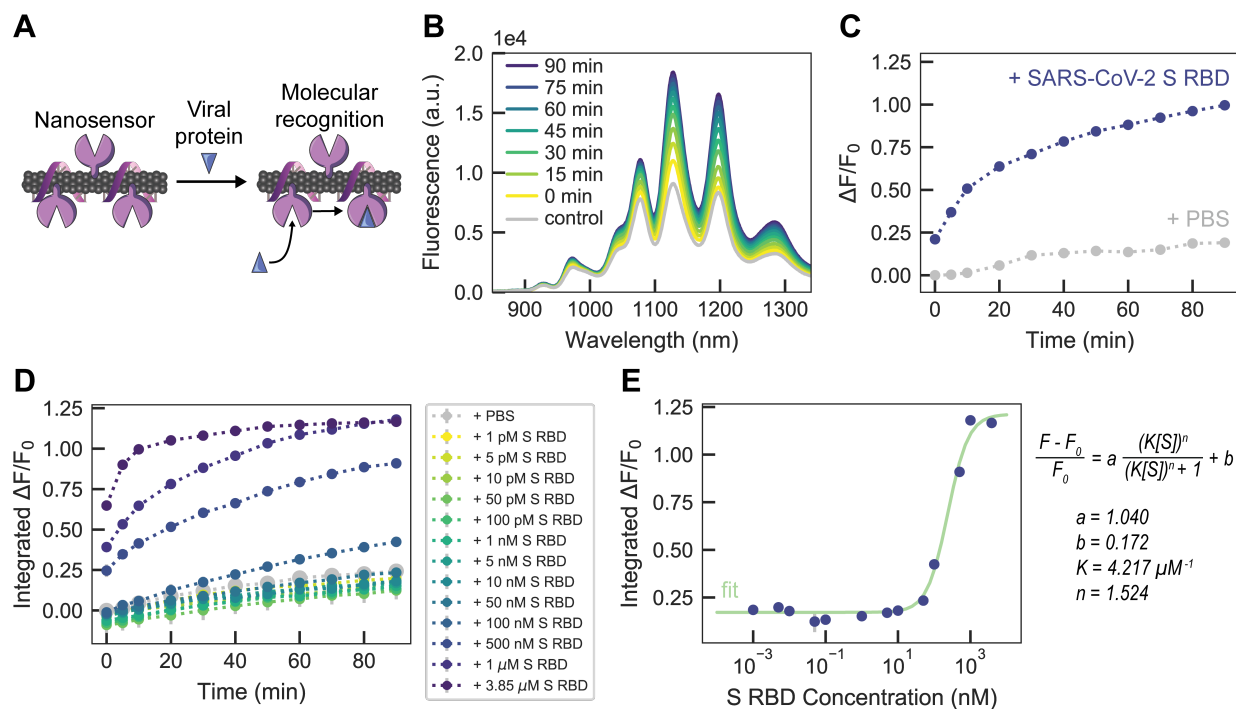 A
Nanosensor
Viral
protein
Molecular
recognition
B
1e4
2.0
1.5
1.0
0.5
0.0
Fluorescence (a.u.)
90 min
75 min
60 min
45 min
30 min
15 min
0 min
control
900
1000
1100
1200
1300
Wavelength (nm)
C
1.25
1.00
0.75
0.50
0.25
0.00
ΔF/F₀
+ SARS-CoV-2 S RBD
+ PBS
0
20
40
60
80
Time (min)
D
1.25
1.00
0.75
0.50
0.25
0.00
Integrated ΔF/F₀
0
20
40
60
80
Time (min)
+ PBS
+ 1 pM S RBD
+ 5 pM S RBD
+ 10 pM S RBD
+ 50 pM S RBD
+ 100 pM S RBD
+ 1 nM S RBD
+ 5 nM S RBD
+ 10 nM S RBD
+ 50 nM S RBD
+ 100 nM S RBD
+ 500 nM S RBD
+ 1 μM S RBD
+ 3.85 μM S RBD
E
1.25
1.00
0.75
0.50
0.25
Integrated ΔF/F₀
fit
10⁻³
10⁻¹
10¹
10³
S RBD Concentration (nM)
F - F₀ / F₀ = a (K[S])ⁿ / (K[S])ⁿ + 1 + b
a = 1.040
b = 0.172
K = 4.217 μM⁻¹
n = 1.524